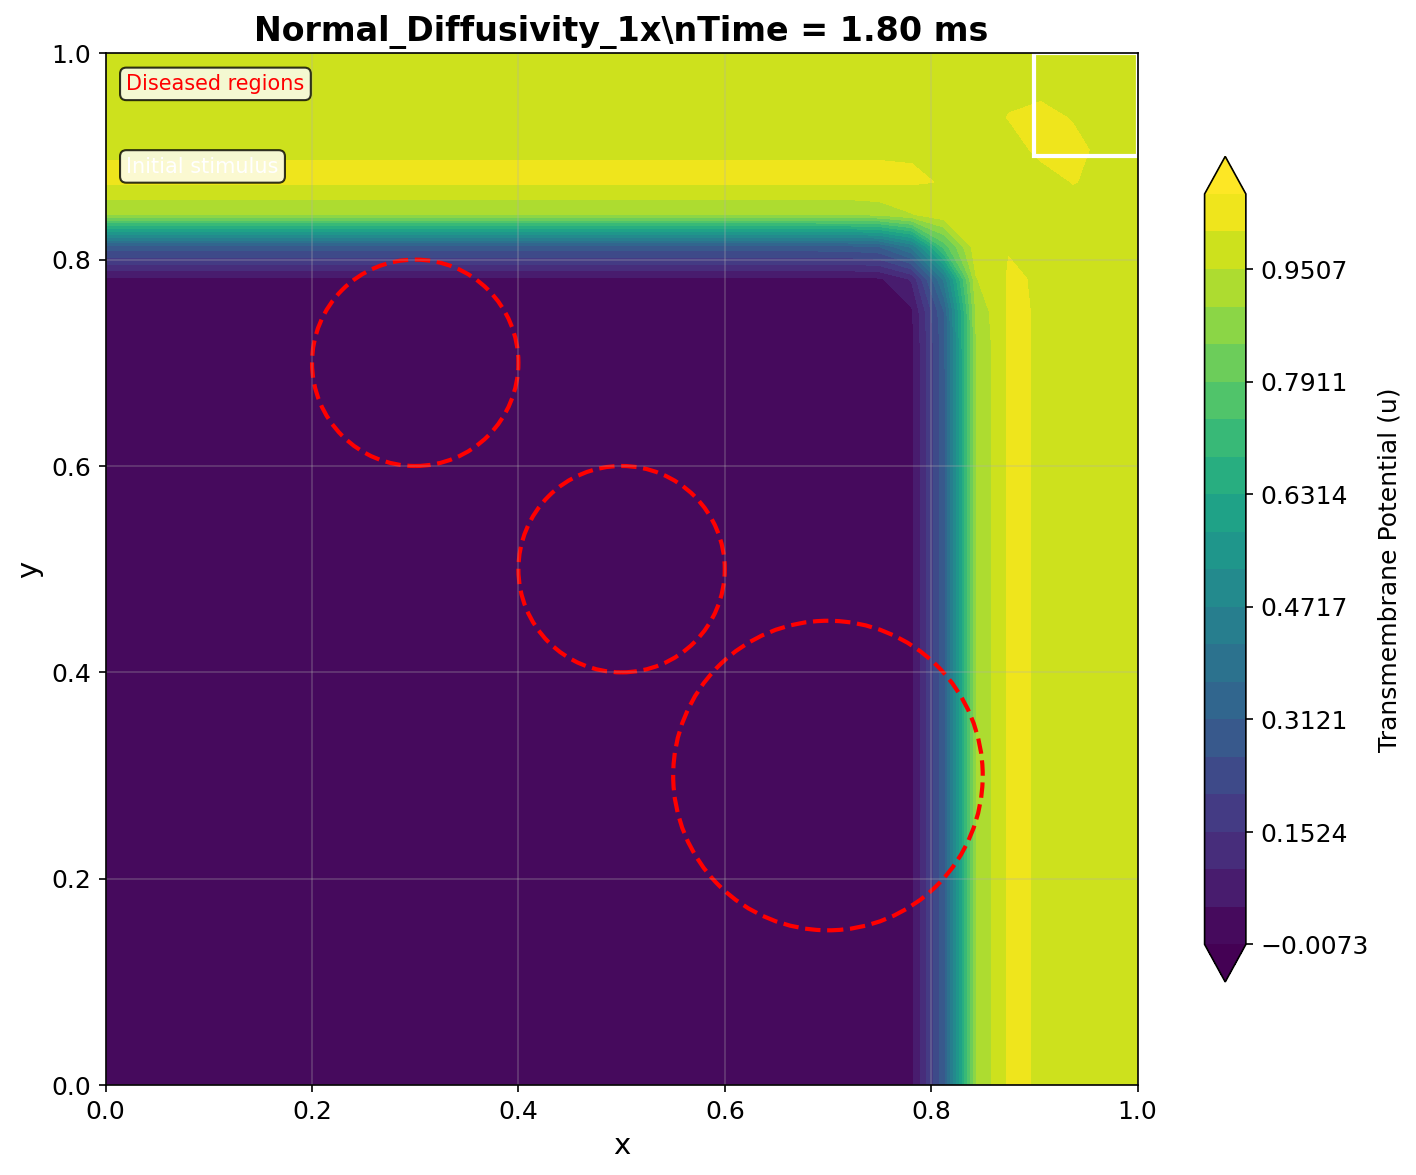 Normal_Diffusivity_1x\nTime = 1.80 ms
1.0
0.8
0.6
0.4
0.2
0.0
y
Diseased regions
Initial stimulus
0.0 0.2 0.4 0.6 0.8 1.0
x
0.9507
0.7911
0.6314
0.4717
0.3121
0.1524
−0.0073
Transmembrane Potential (u)